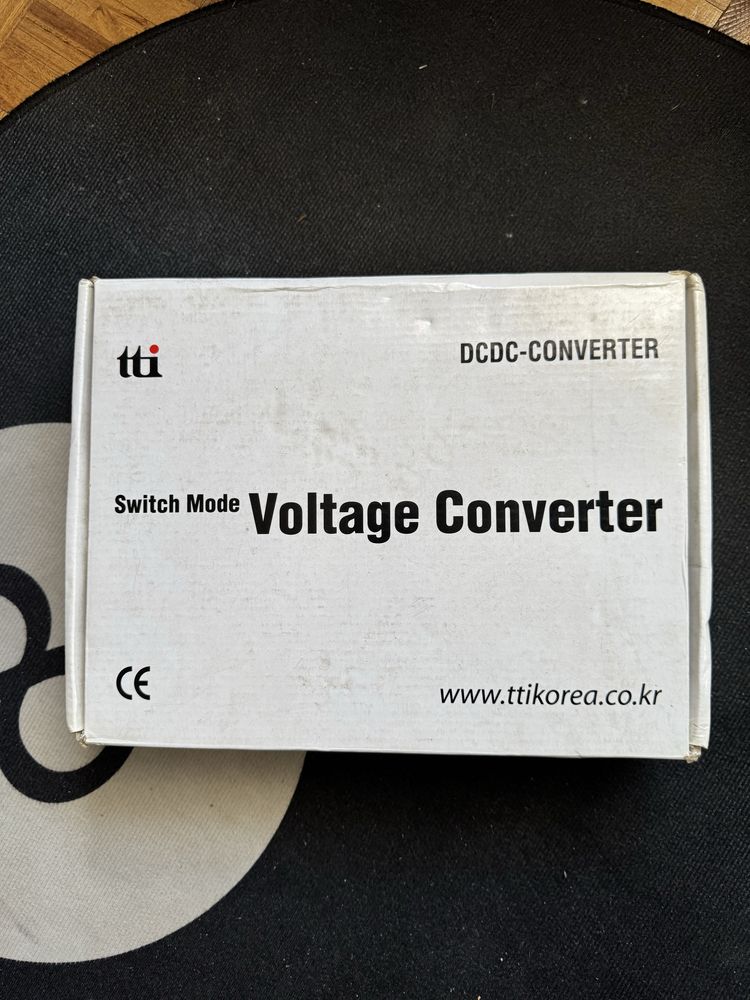 tti
DCDC-CONVERTER
Switch Mode Voltage Converter
CE
www.ttikorea.co.kr